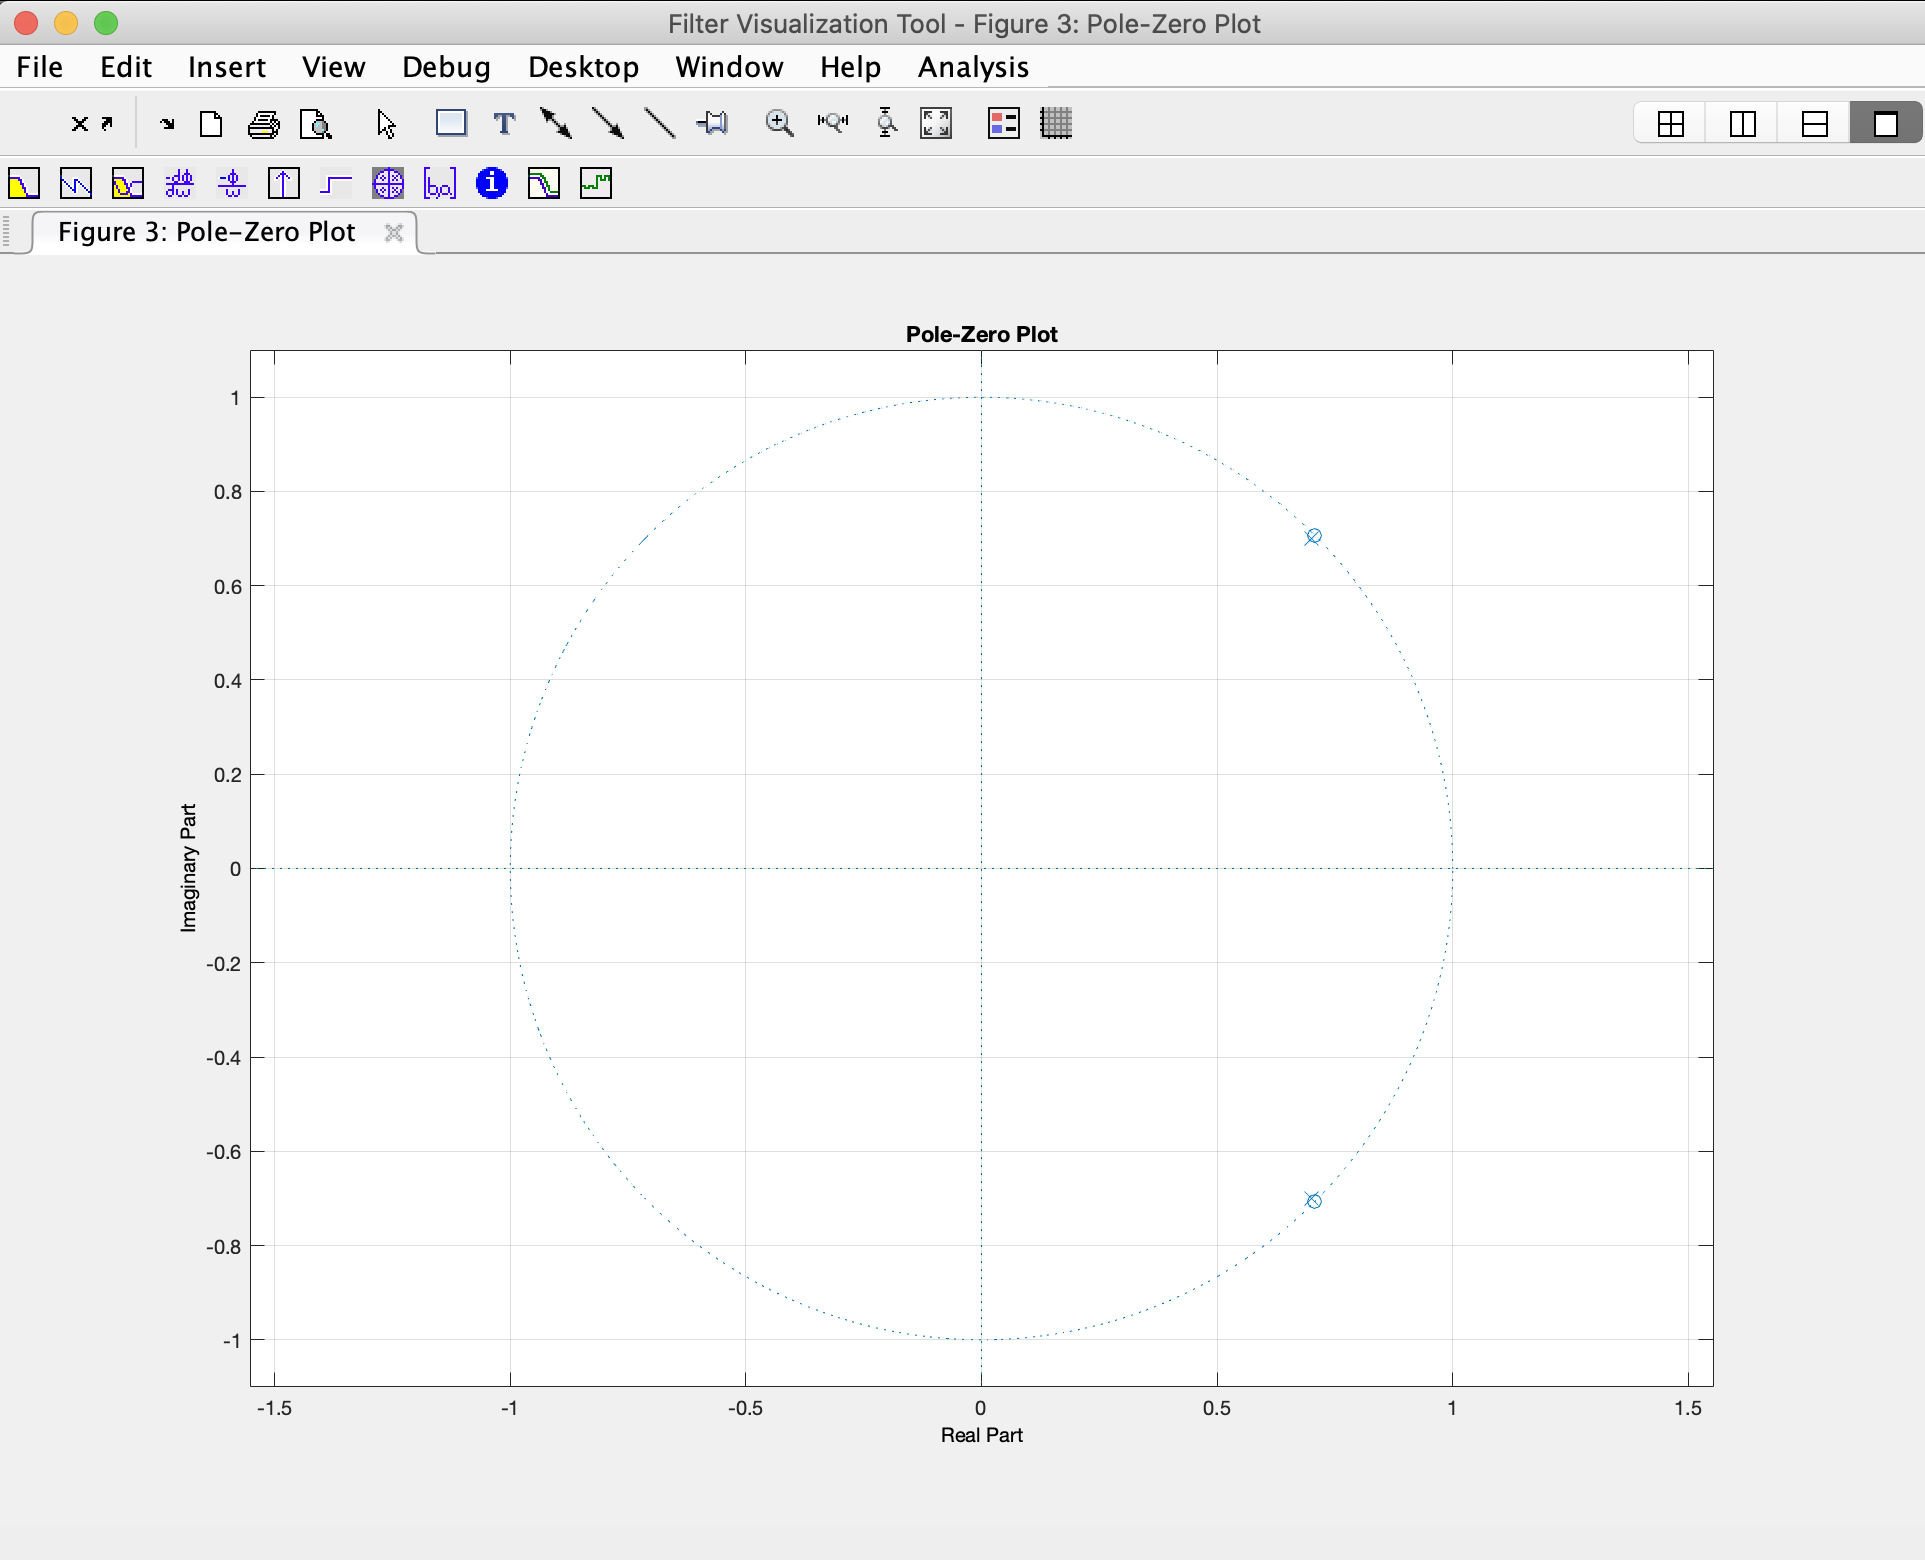 Filter Visualization Tool - Figure 3: Pole-Zero Plot
File Edit Insert View Debug Desktop Window Help Analysis
T
[b,a] i
Figure 3: Pole-Zero Plot
Pole-Zero Plot
1
0.8
0.6
0.4
0.2
0
-0.2
-0.4
-0.6
-0.8
-1
Imaginary Part
-1.5 -1 -0.5 0 0.5 1 1.5
Real Part